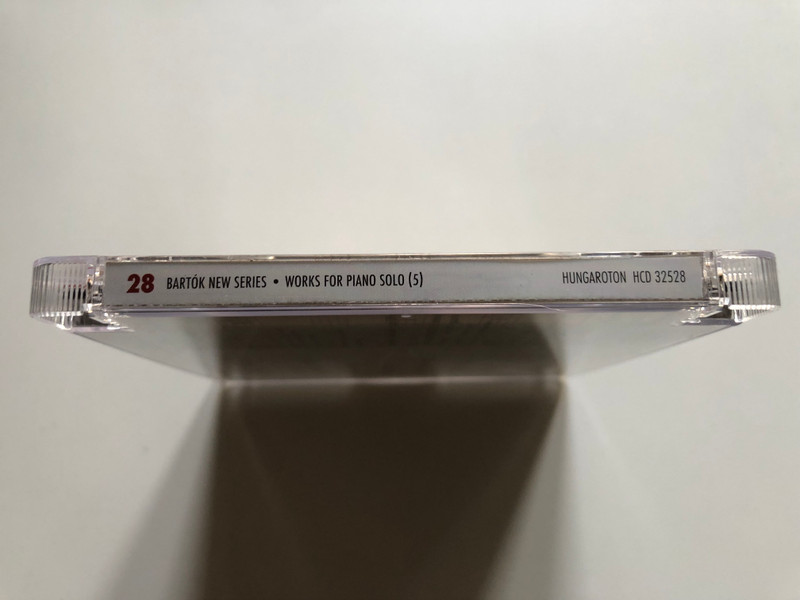 28 BARTÓK NEW SERIES • WORKS FOR PIANO SOLO (5) HUNGAROTON HCD 32528